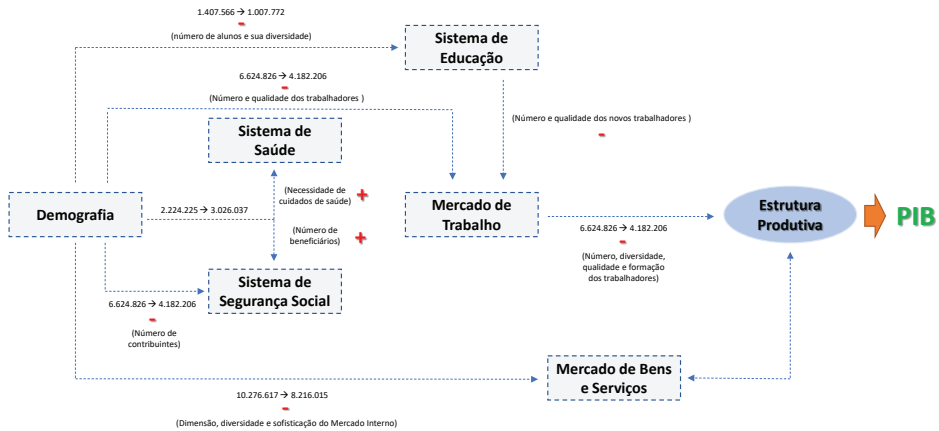 1.407.566 → 1.007.772
-
(número de alunos e sua diversidade)
Sistema de
Educação
6.624.826 → 4.182.206
-
(Número e qualidade dos trabalhadores )
(Número e qualidade dos novos trabalhadores )
-
Sistema de
Saúde
(Necessidade de
cuidados de saúde)
+
Demografia
2.224.225 → 3.026.037
(Número de
beneficiários)
+
Mercado de
Trabalho
6.624.826 → 4.182.206
-
(Número, diversidade,
qualidade e formação
dos trabalhadores)
Estrutura
Produtiva
PIB
Sistema de
Segurança Social
6.624.826 → 4.182.206
-
(Número de
contribuintes)
Mercado de Bens
e Serviços
10.276.617 → 8.216.015
-
(Dimensão, diversidade e sofisticação do Mercado Interno)